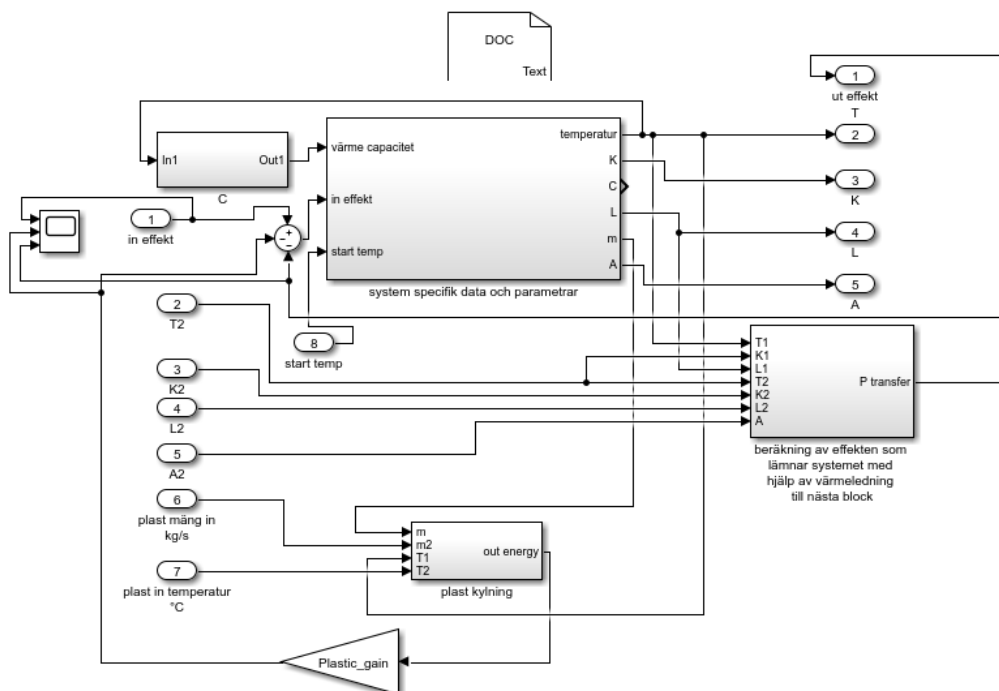 DOC
Text
1
ut effekt
T
2
3
K
4
L
5
A
In1
Out1
C
värme capacitet
in effekt
start temp
temperatur
K
C
L
m
A
system specifik data och parametrar
1
in effekt
+
-
-
2
T2
8
start temp
3
K2
4
L2
5
A2
6
plast mäng in
kg/s
7
plast in temperatur
°C
T1
K1
L1
T2
K2
L2
A
P transfer
beräkning av effekten som
lämnar systemet med
hjälp av värmeledning
till nästa block
m
m2
T1
T2
out energy
plast kylning
Plastic_gain